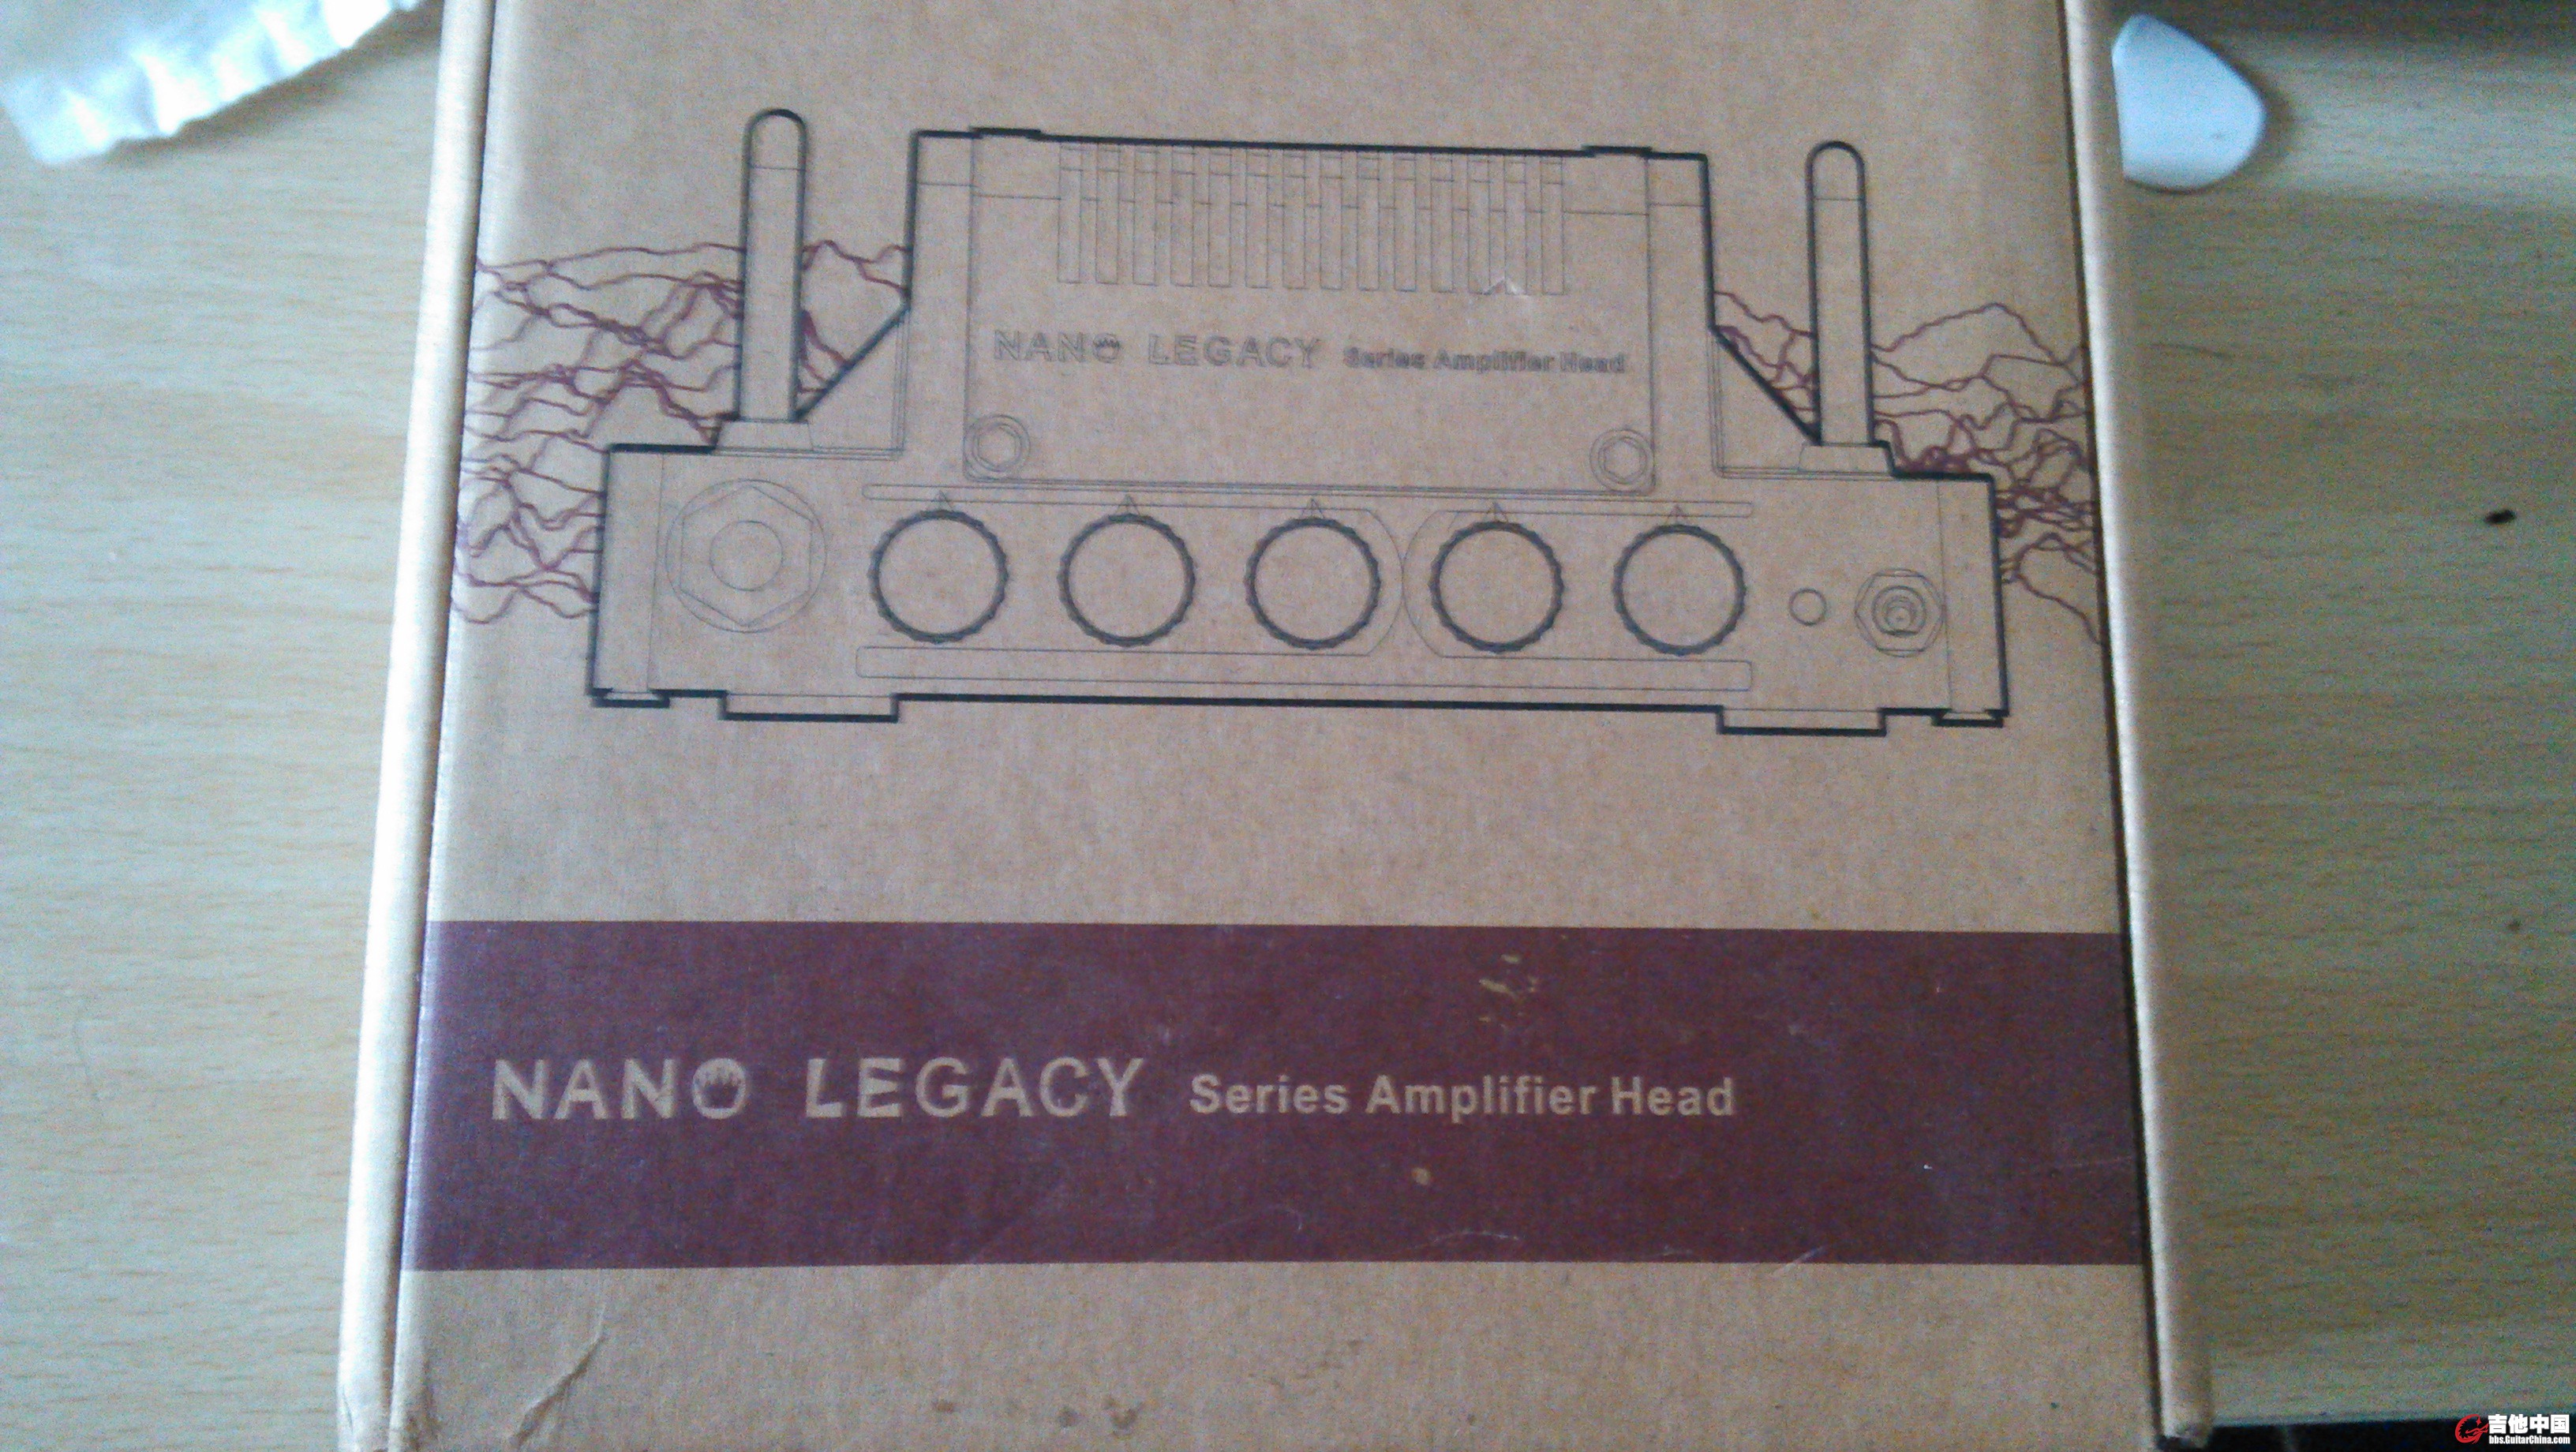 NANO LEGACY Series Amplifier Head
NANO LEGACY Series Amplifier Head
吉他中国
bbs.GuitarChina.com